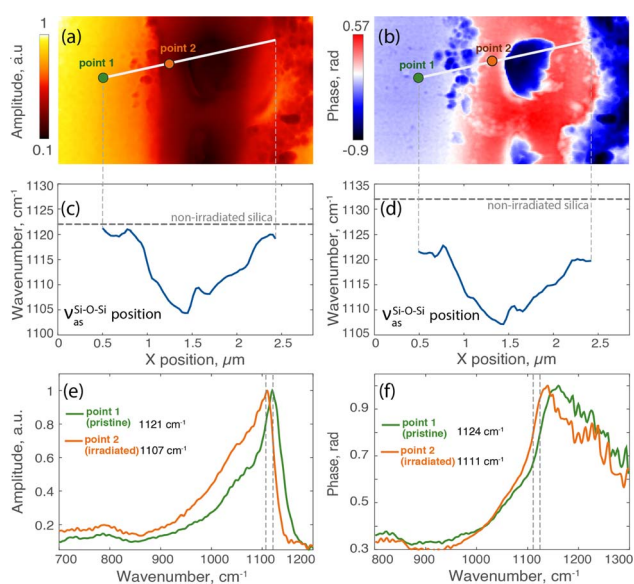 (a)
point 1
point 2
Amplitude, a.u
1
0.1
(b)
point 1
point 2
Phase, rad
0.57
-0.9
(c)
non-irradiated silica
ν as Si-O-Si position
Wavenumber, cm⁻¹
1130
1125
1120
1115
1110
1105
1100
0 0.5 1 1.5 2 2.5 3
X position, μm
(d)
non-irradiated silica
ν as Si-O-Si position
Wavenumber, cm⁻¹
1135
1130
1125
1120
1115
1110
1105
0 0.5 1 1.5 2 2.5 3
X position, μm
(e)
point 1
(pristine) 1121 cm⁻¹
point 2
(irradiated) 1107 cm⁻¹
Amplitude, a.u.
1
0.8
0.6
0.4
0.2
700 800 900 1000 1100 1200
Wavenumber, cm⁻¹
(f)
point 1
(pristine) 1124 cm⁻¹
point 2
(irradiated) 1111 cm⁻¹
Phase, rad
0.9
0.7
0.5
0.3
800 900 1000 1100 1200 1300
Wavenumber, cm⁻¹